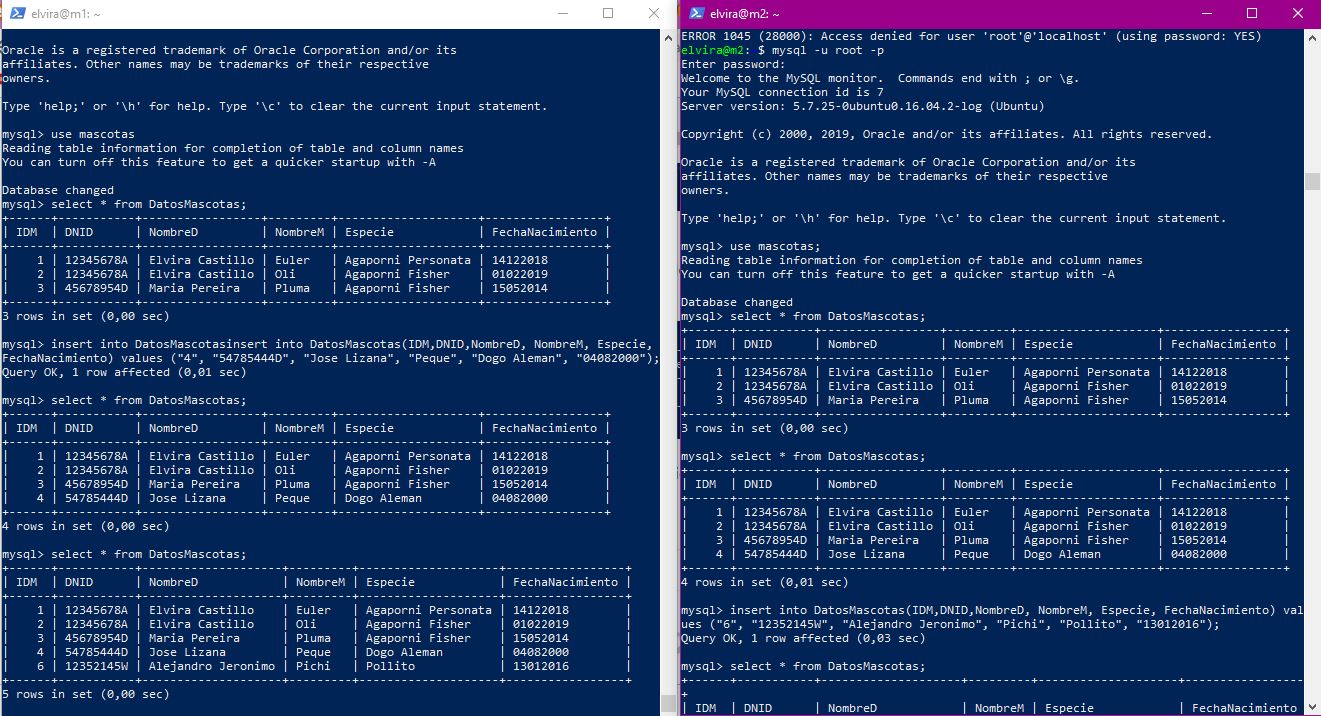 elvira@m1: ~
Oracle is a registered trademark of Oracle Corporation and/or its
affiliates. Other names may be trademarks of their respective
owners.
Type 'help;' or '\h' for help. Type '\c' to clear the current input statement.
mysql> use mascotas
Reading table information for completion of table and column names
You can turn off this feature to get a quicker startup with -A
Database changed
mysql> select * from DatosMascotas;
+------+-----------+-----------------+---------+--------------------+-----------------+
| IDM | DNID | NombreD | NombreM | Especie | FechaNacimiento |
+------+-----------+-----------------+---------+--------------------+-----------------+
| 1 | 12345678A | Elvira Castillo | Euler | Agaporni Personata | 14122018 |
| 2 | 12345678A | Elvira Castillo | Oli | Agaporni Fisher | 01022019 |
| 3 | 45678954D | Maria Pereira | Pluma | Agaporni Fisher | 15052014 |
+------+-----------+-----------------+---------+--------------------+-----------------+
3 rows in set (0,00 sec)
mysql> insert into DatosMascotasinsert into DatosMascotas(IDM,DNID,NombreD, NombreM, Especie,
FechaNacimiento) values ("4", "54785444D", "Jose Lizana", "Peque", "Dogo Aleman", "04082000");
Query OK, 1 row affected (0,01 sec)
mysql> select * from DatosMascotas;
+------+-----------+-----------------+---------+--------------------+-----------------+
| IDM | DNID | NombreD | NombreM | Especie | FechaNacimiento |
+------+-----------+-----------------+---------+--------------------+-----------------+
| 1 | 12345678A | Elvira Castillo | Euler | Agaporni Personata | 14122018 |
| 2 | 12345678A | Elvira Castillo | Oli | Agaporni Fisher | 01022019 |
| 3 | 45678954D | Maria Pereira | Pluma | Agaporni Fisher | 15052014 |
| 4 | 54785444D | Jose Lizana | Peque | Dogo Aleman | 04082000 |
+------+-----------+-----------------+---------+--------------------+-----------------+
4 rows in set (0,00 sec)
mysql> select * from DatosMascotas;
+------+-----------+--------------------+---------+--------------------+-----------------+
| IDM | DNID | NombreD | NombreM | Especie | FechaNacimiento |
+------+-----------+--------------------+---------+--------------------+-----------------+
| 1 | 12345678A | Elvira Castillo | Euler | Agaporni Personata | 14122018 |
| 2 | 12345678A | Elvira Castillo | Oli | Agaporni Fisher | 01022019 |
| 3 | 45678954D | Maria Pereira | Pluma | Agaporni Fisher | 15052014 |
| 4 | 54785444D | Jose Lizana | Peque | Dogo Aleman | 04082000 |
| 6 | 12352145W | Alejandro Jeronimo | Pichi | Pollito | 13012016 |
+------+-----------+--------------------+---------+--------------------+-----------------+
5 rows in set (0,00 sec)
elvira@m2: ~
ERROR 1045 (28000): Access denied for user 'root'@'localhost' (using password: YES)
elvira@m2:~$ mysql -u root -p
Enter password:
Welcome to the MySQL monitor.  Commands end with ; or \g.
Your MySQL connection id is 7
Server version: 5.7.25-0ubuntu0.16.04.2-log (Ubuntu)
Copyright (c) 2000, 2019, Oracle and/or its affiliates. All rights reserved.
Oracle is a registered trademark of Oracle Corporation and/or its
affiliates. Other names may be trademarks of their respective
owners.
Type 'help;' or '\h' for help. Type '\c' to clear the current input statement.
mysql> use mascotas;
Reading table information for completion of table and column names
You can turn off this feature to get a quicker startup with -A
Database changed
mysql> select * from DatosMascotas;
+------+-----------+-----------------+---------+--------------------+-----------------+
| IDM | DNID | NombreD | NombreM | Especie | FechaNacimiento |
+------+-----------+-----------------+---------+--------------------+-----------------+
| 1 | 12345678A | Elvira Castillo | Euler | Agaporni Personata | 14122018 |
| 2 | 12345678A | Elvira Castillo | Oli | Agaporni Fisher | 01022019 |
| 3 | 45678954D | Maria Pereira | Pluma | Agaporni Fisher | 15052014 |
+------+-----------+-----------------+---------+--------------------+-----------------+
3 rows in set (0,00 sec)
mysql> select * from DatosMascotas;
+------+-----------+-----------------+---------+--------------------+-----------------+
| IDM | DNID | NombreD | NombreM | Especie | FechaNacimiento |
+------+-----------+-----------------+---------+--------------------+-----------------+
| 1 | 12345678A | Elvira Castillo | Euler | Agaporni Personata | 14122018 |
| 2 | 12345678A | Elvira Castillo | Oli | Agaporni Fisher | 01022019 |
| 3 | 45678954D | Maria Pereira | Pluma | Agaporni Fisher | 15052014 |
| 4 | 54785444D | Jose Lizana | Peque | Dogo Aleman | 04082000 |
+------+-----------+-----------------+---------+--------------------+-----------------+
4 rows in set (0,01 sec)
mysql> insert into DatosMascotas(IDM,DNID,NombreD, NombreM, Especie, FechaNacimiento) val
ues ("6", "12352145W", "Alejandro Jeronimo", "Pichi", "Pollito", "13012016");
Query OK, 1 row affected (0,03 sec)
mysql> select * from DatosMascotas;
+------+-----------+--------------------+---------+--------------------+-----------------
+
| IDM | DNID | NombreD | NombreM | Especie | FechaNacimiento